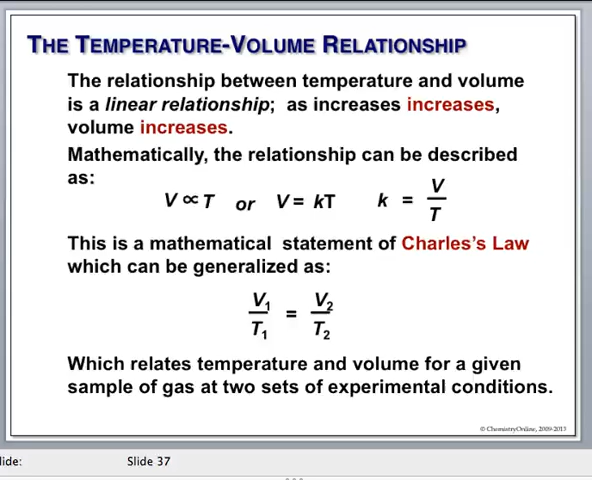 THE TEMPERATURE-VOLUME RELATIONSHIP
The relationship between temperature and volume
is a linear relationship; as increases increases,
volume increases.
Mathematically, the relationship can be described
as:
V ∝ T or V = kT k = V/T
This is a mathematical statement of Charles's Law
which can be generalized as:
V₁/T₁ = V₂/T₂
Which relates temperature and volume for a given
sample of gas at two sets of experimental conditions.
© ChemistryOnline, 2009-2013
lide: Slide 37